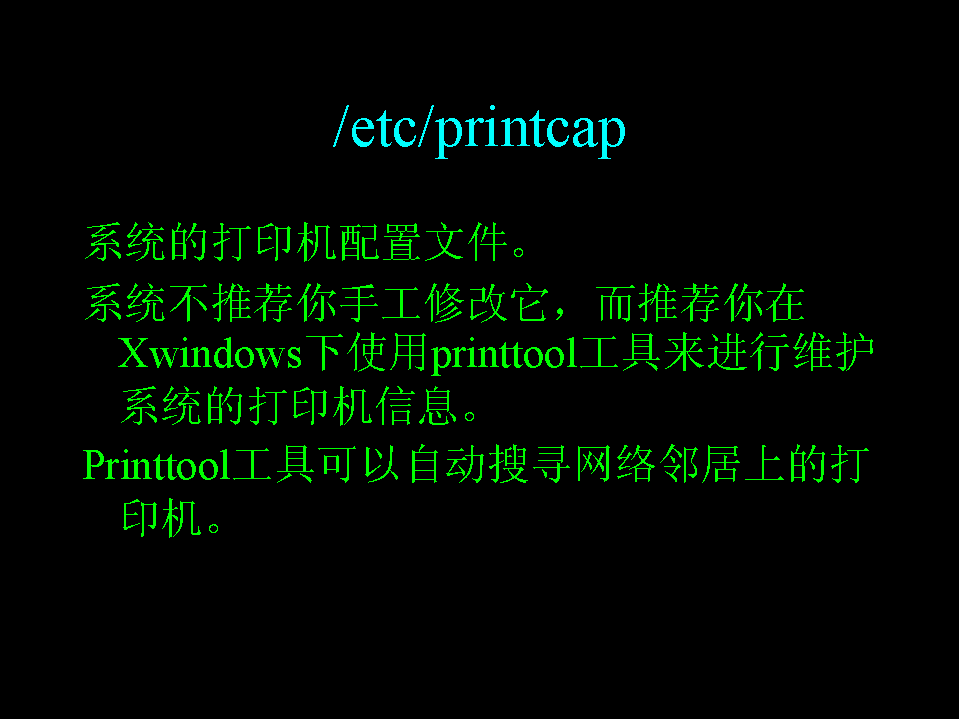 /etc/printcap
系统的打印机配置文件。
系统不推荐你手工修改它，而推荐你在
Xwindows下使用printtool工具来进行维护
系统的打印机信息。
Printtool工具可以自动搜寻网络邻居上的打
印机。